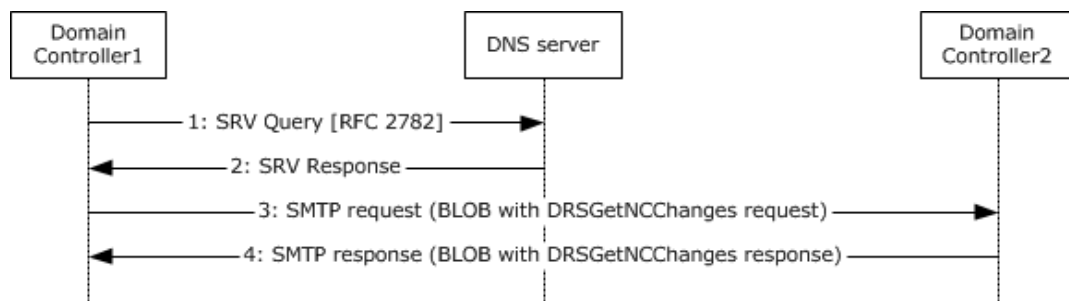 Domain
Controller1
DNS server
Domain
Controller2
1: SRV Query [RFC 2782]
2: SRV Response
3: SMTP request (BLOB with DRSGetNCChanges request)
4: SMTP response (BLOB with DRSGetNCChanges response)